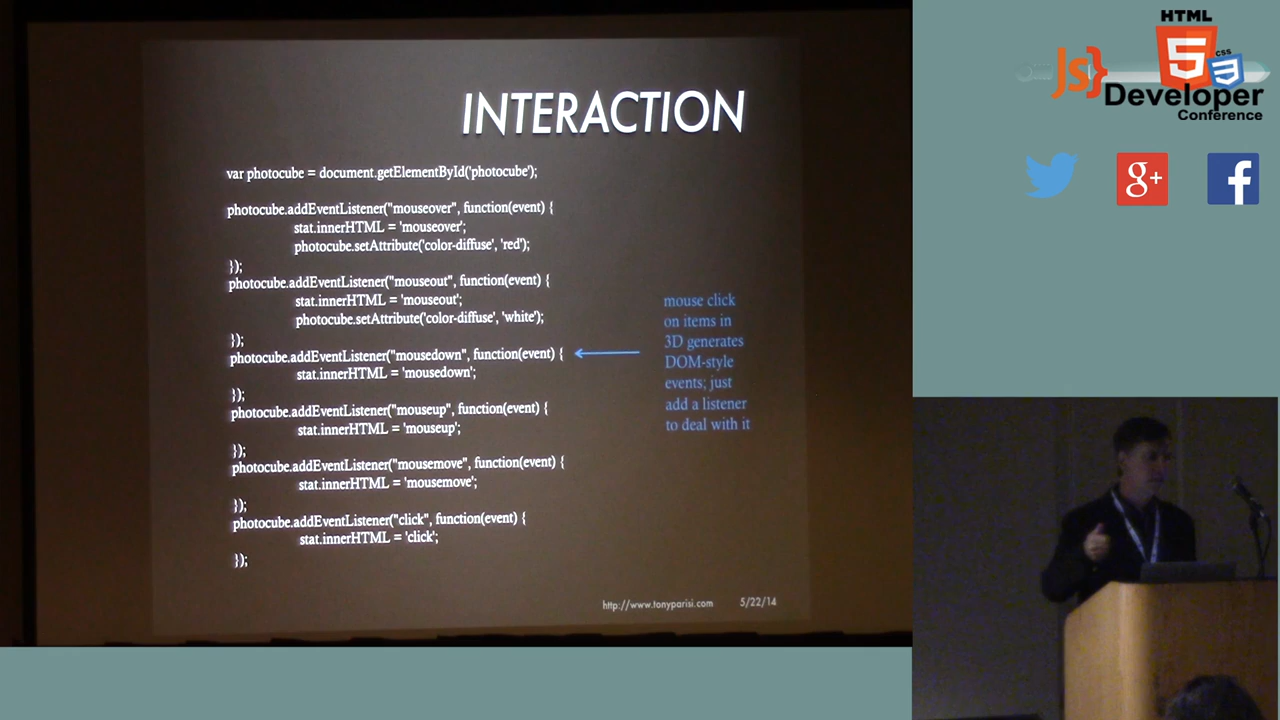 INTERACTION
var photocube = document.getElementById('photocube');
photocube.addEventListener("mouseover", function(event) {
stat.innerHTML = 'mouseover';
photocube.setAttribute('color-diffuse', 'red');
});
photocube.addEventListener("mouseout", function(event) {
stat.innerHTML = 'mouseout';
photocube.setAttribute('color-diffuse', 'white');
});
photocube.addEventListener("mousedown", function(event) {
stat.innerHTML = 'mousedown';
});
photocube.addEventListener("mouseup", function(event) {
stat.innerHTML = 'mouseup';
});
photocube.addEventListener("mousemove", function(event) {
stat.innerHTML = 'mousemove';
});
photocube.addEventListener("click", function(event) {
stat.innerHTML = 'click';
});
mouse click
on items in
3D generates
DOM-style
events; just
add a listener
to deal with it
http://www.tonyparisi.com 5/22/14
HTML
5
css
3
JS}
Developer
Conference
g+
f